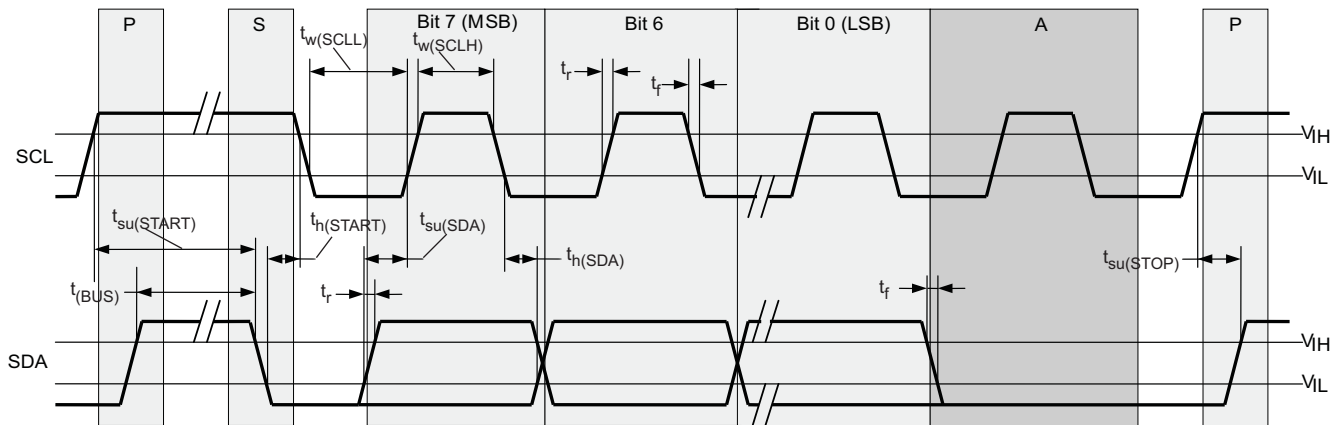 P S Bit 7 (MSB) Bit 6 Bit 0 (LSB) A P
tw(SCLL) tw(SCLH) tr tf
SCL VIH
VIL
tsu(START) th(START) tsu(SDA) th(SDA) tsu(STOP)
t(BUS) tr tf
SDA VIH
VIL